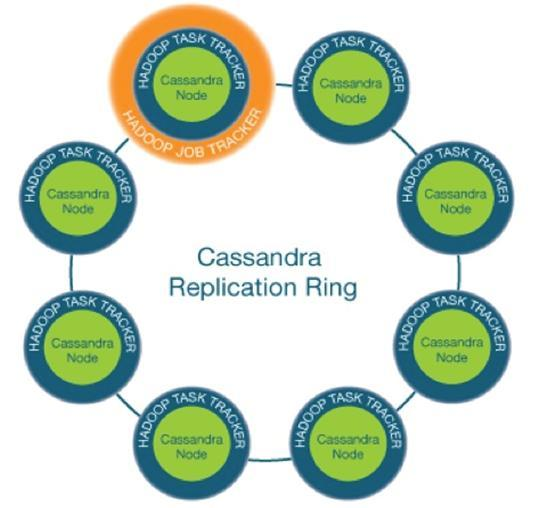 HADOOP TASK TRACKER
Cassandra
Node
HADOOP JOB TRACKER
HADOOP TASK TRACKER
Cassandra
Node
HADOOP TASK TRACKER
Cassandra
Node
HADOOP TASK TRACKER
Cassandra
Node
Cassandra
Replication Ring
HADOOP TASK TRACKER
Cassandra
Node
HADOOP TASK TRACKER
Cassandra
Node
HADOOP TASK TRACKER
Cassandra
Node
HADOOP TASK TRACKER
Cassandra
Node